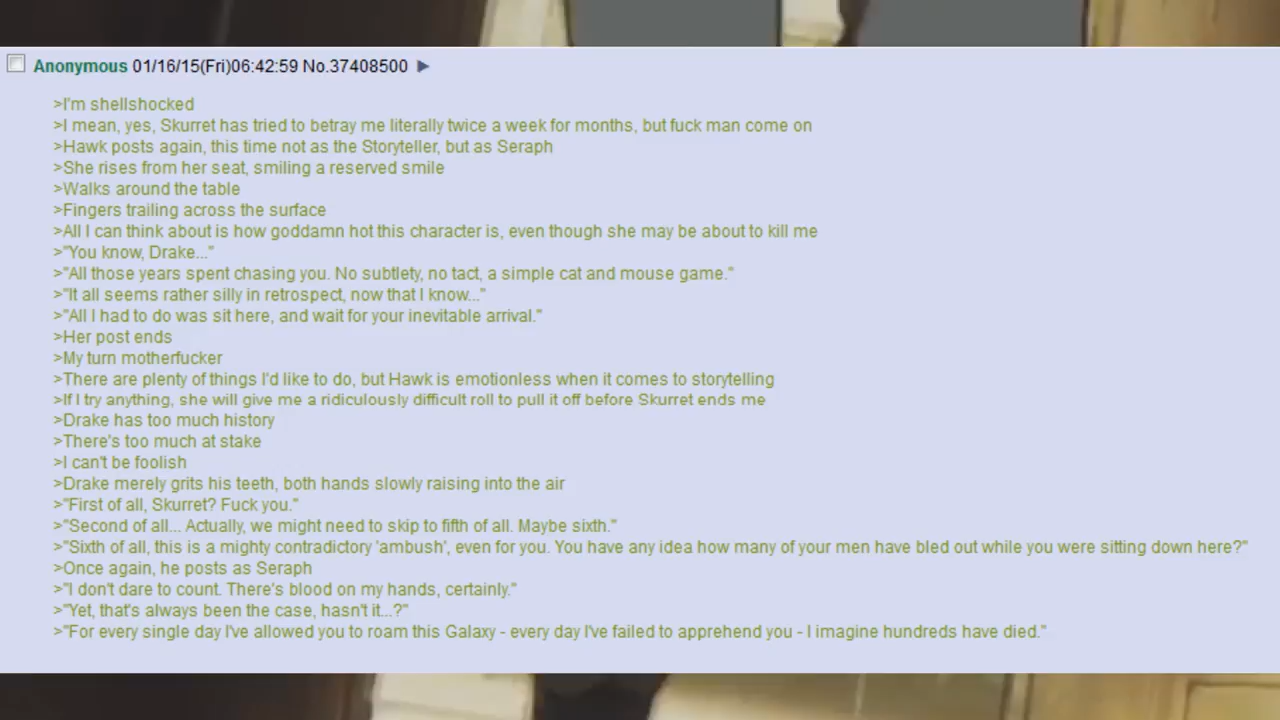 Anonymous 01/16/15(Fri)06:42:59 No.37408500 ▶
>I'm shellshocked
>I mean, yes, Skurret has tried to betray me literally twice a week for months, but fuck man come on
>Hawk posts again, this time not as the Storyteller, but as Seraph
>She rises from her seat, smiling a reserved smile
>Walks around the table
>Fingers trailing across the surface
>All I can think about is how goddamn hot this character is, even though she may be about to kill me
>"You know, Drake..."
>"All those years spent chasing you. No subtlety, no tact, a simple cat and mouse game."
>"It all seems rather silly in retrospect, now that I know..."
>"All I had to do was sit here, and wait for your inevitable arrival."
>Her post ends
>My turn motherfucker
>There are plenty of things I'd like to do, but Hawk is emotionless when it comes to storytelling
>If I try anything, she will give me a ridiculously difficult roll to pull it off before Skurret ends me
>Drake has too much history
>There's too much at stake
>I can't be foolish
>Drake merely grits his teeth, both hands slowly raising into the air
>"First of all, Skurret? Fuck you."
>"Second of all... Actually, we might need to skip to fifth of all. Maybe sixth."
>"Sixth of all, this is a mighty contradictory 'ambush', even for you. You have any idea how many of your men have bled out while you were sitting down here?"
>Once again, he posts as Seraph
>"I don't dare to count. There's blood on my hands, certainly."
>"Yet, that's always been the case, hasn't it...?"
>"For every single day I've allowed you to roam this Galaxy - every day I've failed to apprehend you - I imagine hundreds have died."